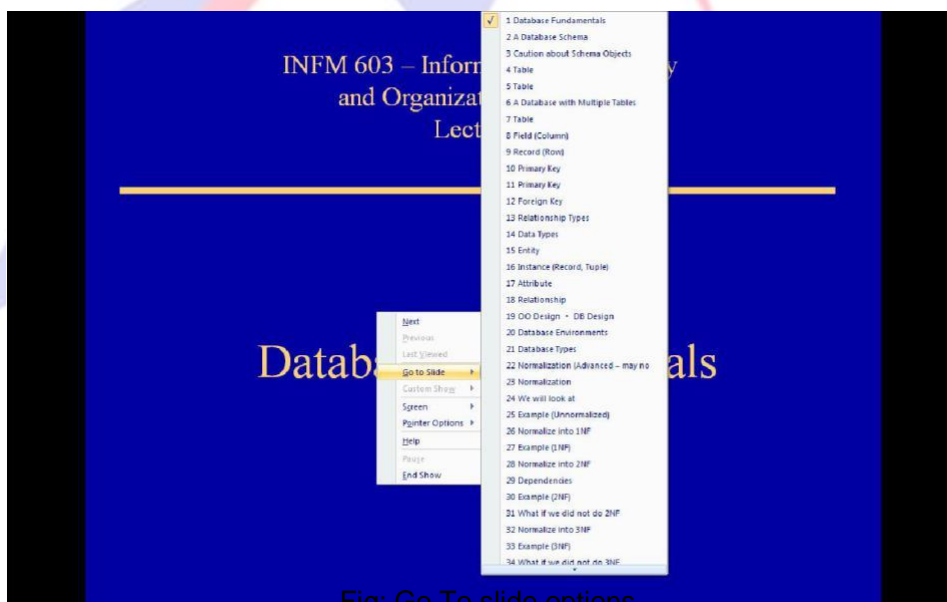 INFM 603 – Inforn y
and Organizat
Lect
Datab als
Next
Previous
Last Viewed
Go to Slide
Custom Show
Screen
Pointer Options
Help
Pause
End Show
1 Database Fundamentals
2 A Database Schema
3 Caution about Schema Objects
4 Table
5 Table
6 A Database with Multiple Tables
7 Table
8 Field (Column)
9 Record (Row)
10 Primary Key
11 Primary Key
12 Foreign Key
13 Relationship Types
14 Data Types
15 Entity
16 Instance (Record, Tuple)
17 Attribute
18 Relationship
19 OO Design • DB Design
20 Database Environments
21 Database Types
22 Normalization (Advanced – may no
23 Normalization
24 We will look at
25 Example (Unnormalized)
26 Normalize into 1NF
27 Example (1NF)
28 Normalize into 2NF
29 Dependencies
30 Example (2NF)
31 What if we did not do 2NF
32 Normalize into 3NF
33 Example (3NF)
34 What if we did not do 3NF
Fig: Go To slide options